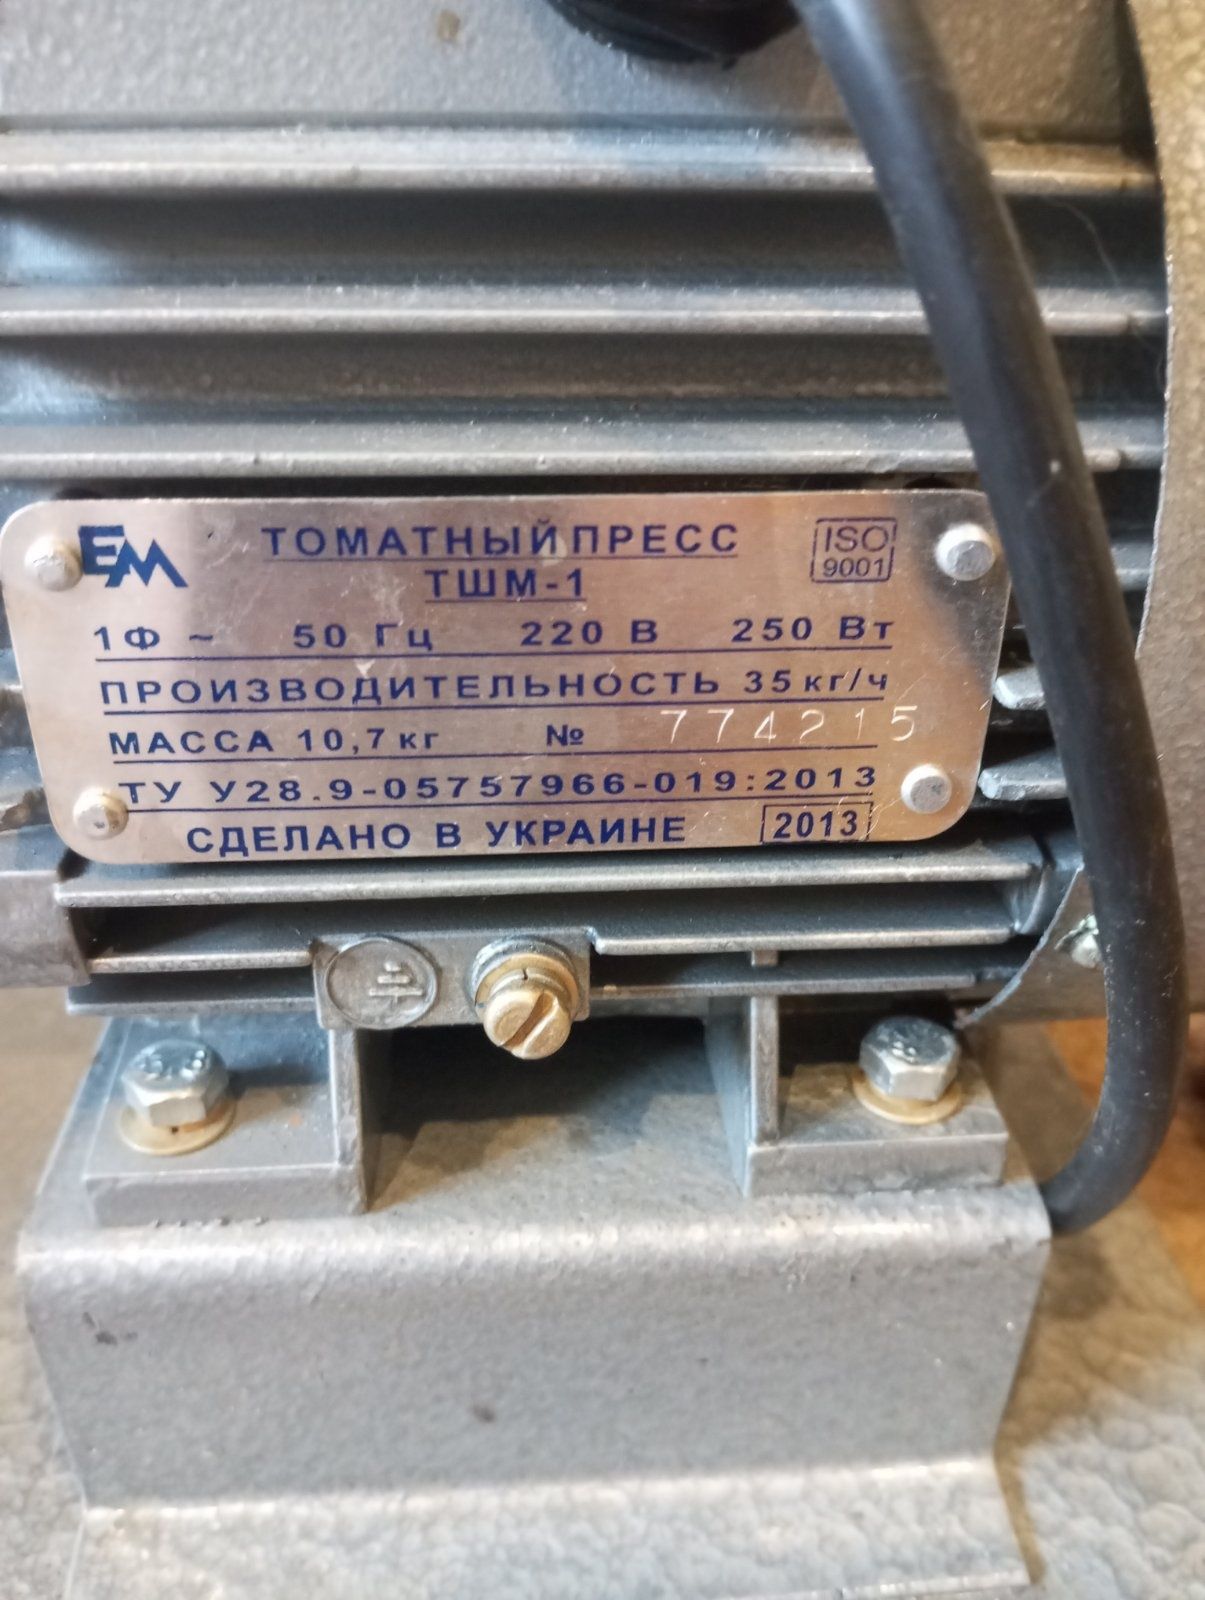 ЕМ
ТОМАТНЫЙ ПРЕСС
ISO 9001
ТШМ-1
1Ф ~ 50 Гц 220 В 250 Вт
ПРОИЗВОДИТЕЛЬНОСТЬ 35кг/ч
МАССА 10,7кг № 774215
ТУ У28.9-05757966-019:2013
СДЕЛАНО В УКРАИНЕ 2013